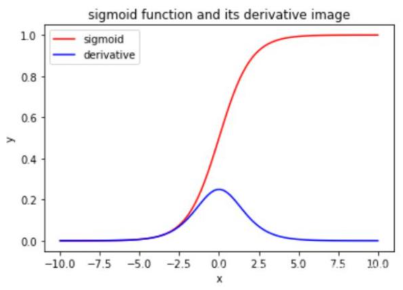 sigmoid function and its derivative image
sigmoid
derivative
1.0
0.8
0.6
0.4
0.2
0.0
y
−10.0 −7.5 −5.0 −2.5 0.0 2.5 5.0 7.5 10.0
x